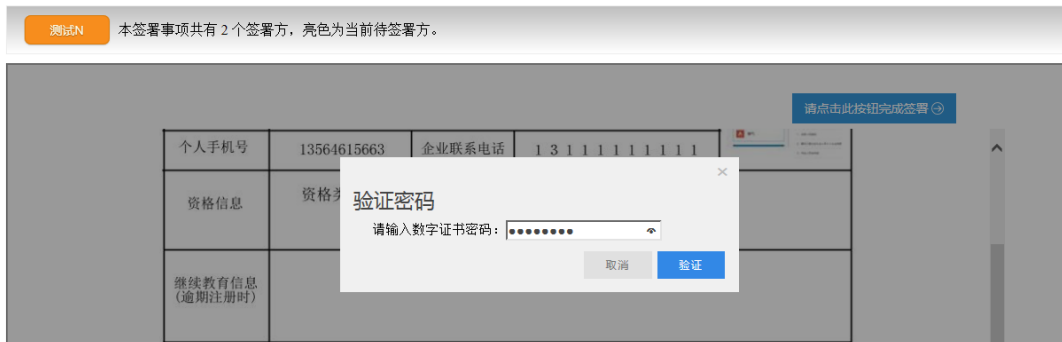 测试N 本签署事项共有 2 个签署方，亮色为当前待签署方。
请点击此按钮完成签署
个人手机号 13564615663 企业联系电话 1 3 1 1 1 1 1 1 1 1 1
资格信息 资格
验证密码
请输入数字证书密码：
取消 验证
继续教育信息
(逾期注册时)